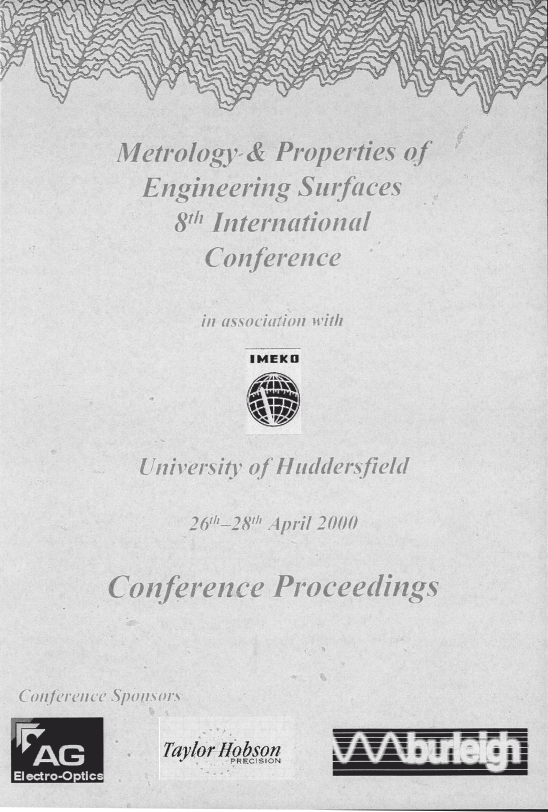 Metrology & Properties of
Engineering Surfaces
8th International
Conference
in association with
IMEKO
University of Huddersfield
26th–28th April 2000
Conference Proceedings
Conference Sponsors
AG
Electro-Optics
Taylor Hobson
PRECISION
burleigh